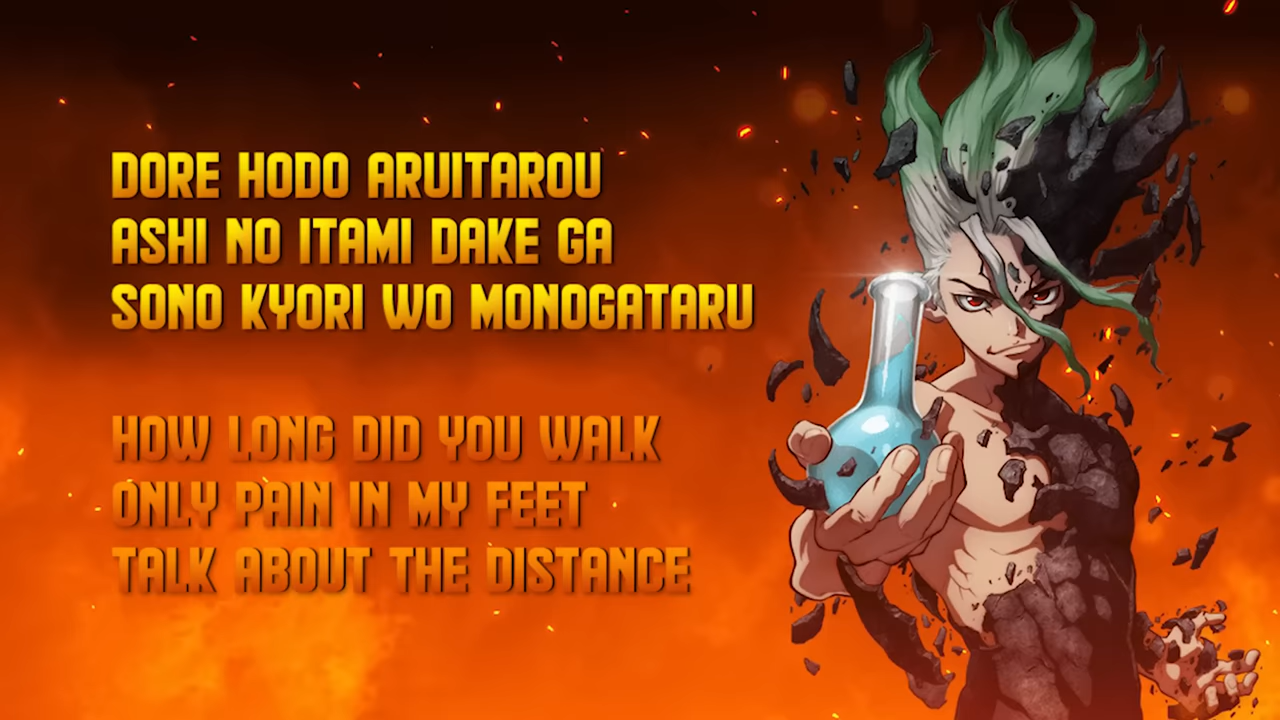 DORE HODO ARUITAROU
ASHI NO ITAMI DAKE GA
SONO KYORI WO MONOGATARU
HOW LONG DID YOU WALK
ONLY PAIN IN MY FEET
TALK ABOUT THE DISTANCE